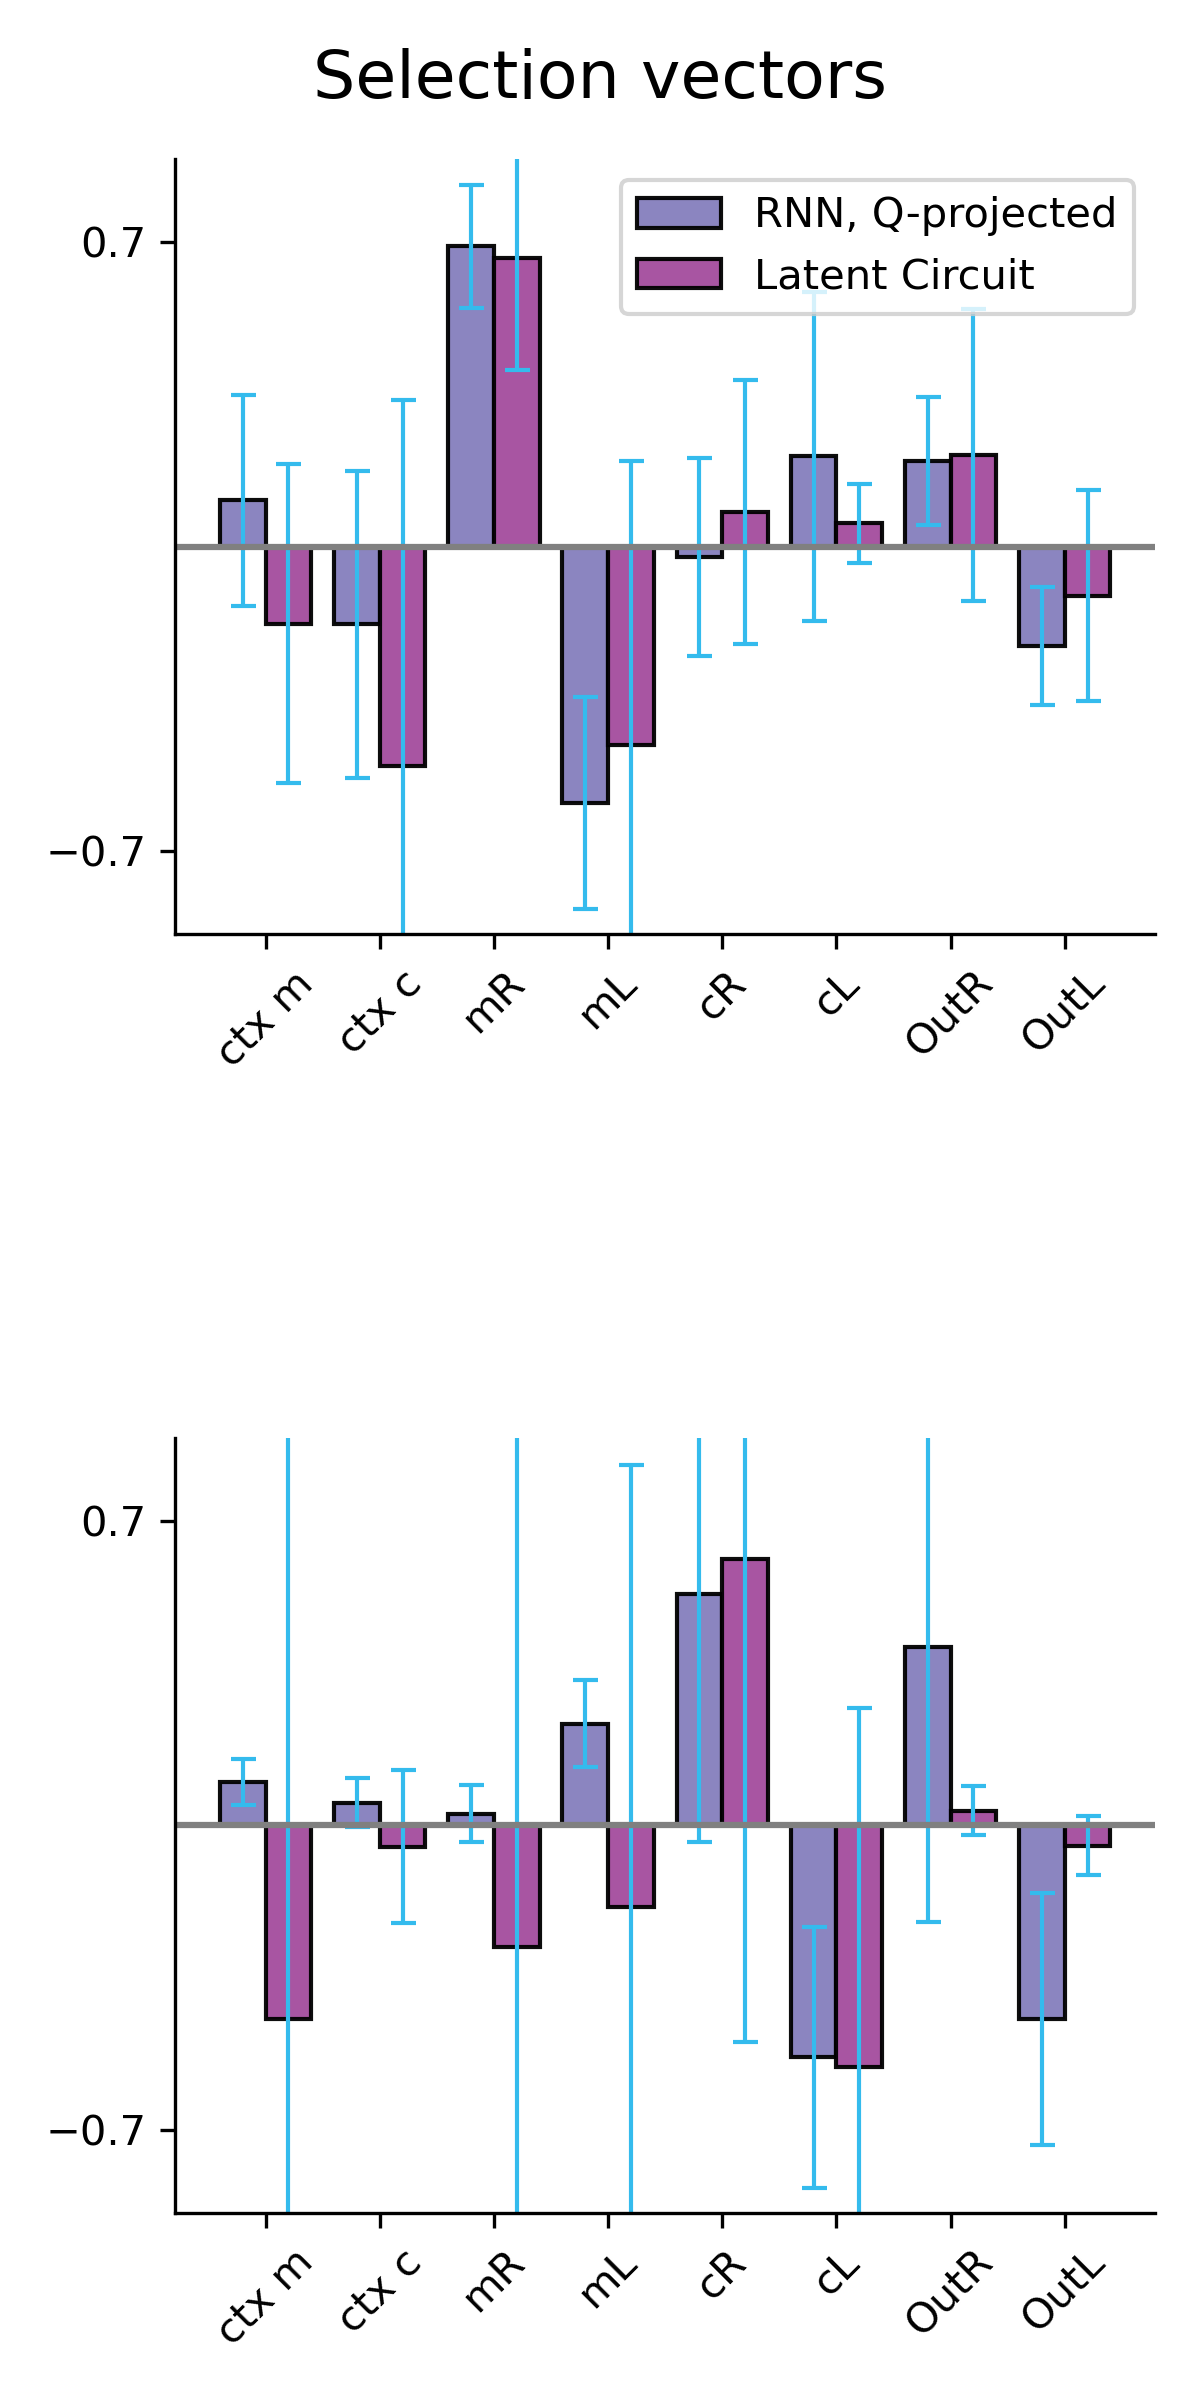 Selection vectors
RNN, Q-projected
Latent Circuit
0.7
−0.7
ctx m
ctx c
mR
mL
cR
cL
OutR
OutL
0.7
−0.7
ctx m
ctx c
mR
mL
cR
cL
OutR
OutL